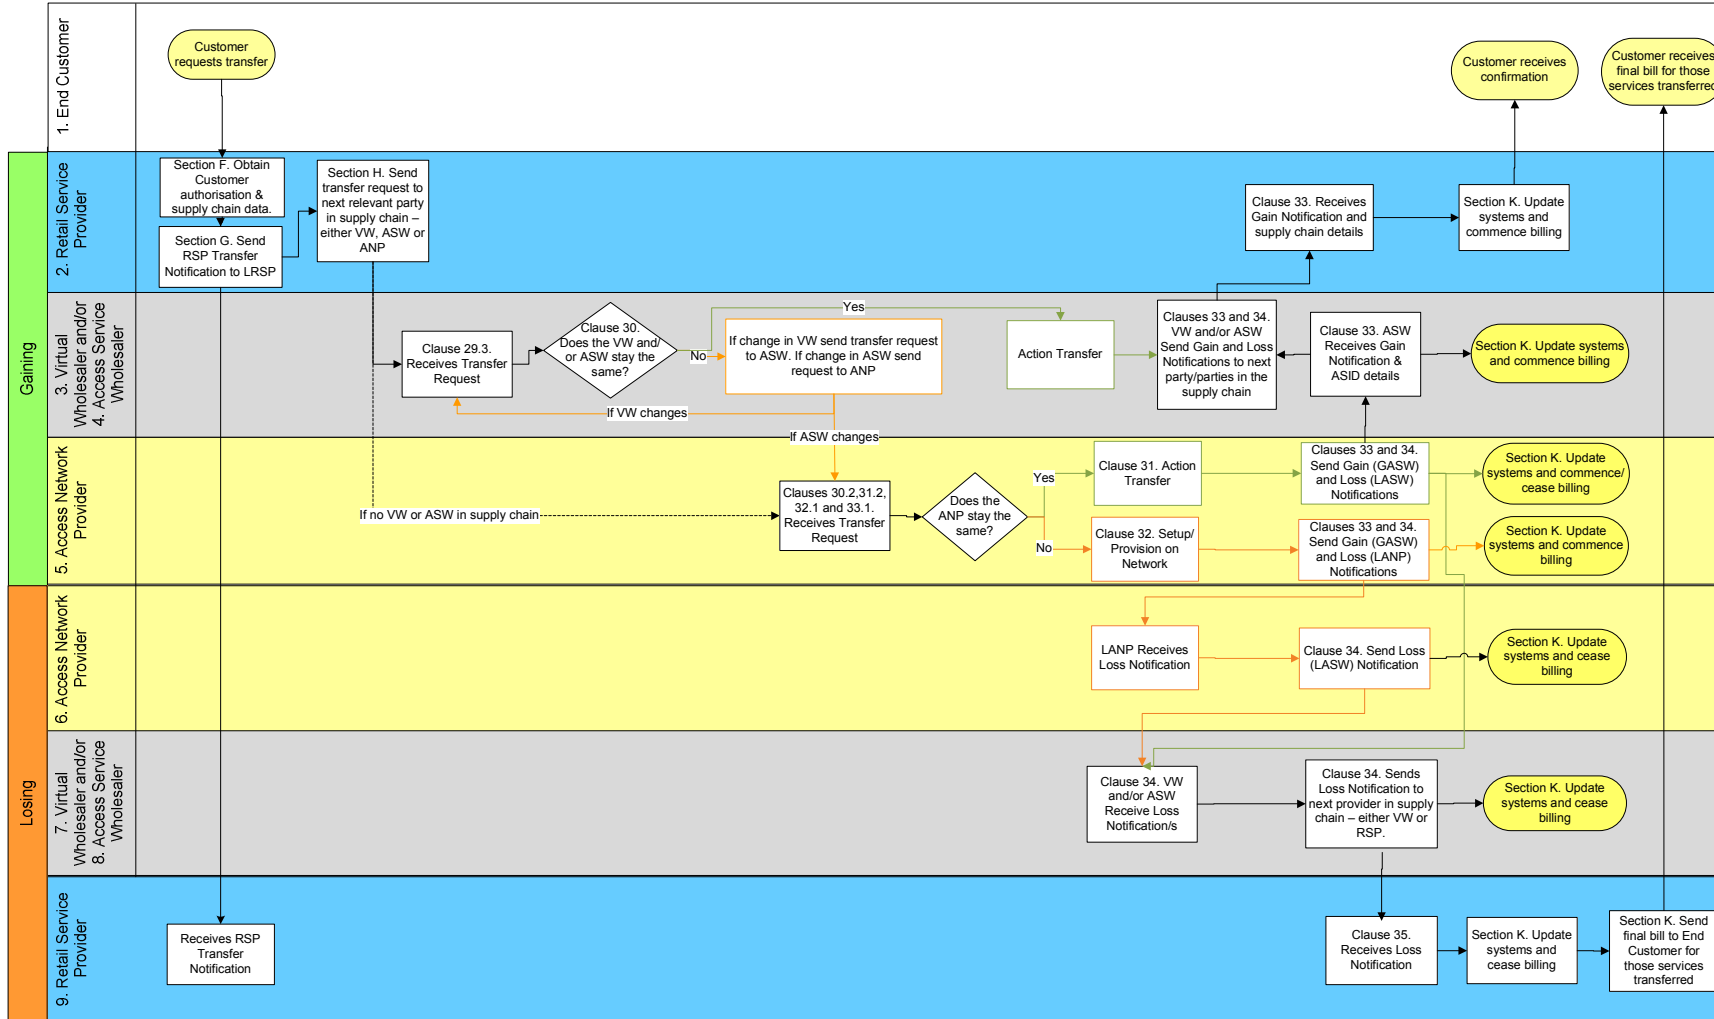 Gaining
Losing
1. End Customer
Customer
requests transfer
Customer receives
confirmation
Customer receives
final bill for those
services transferred
2. Retail Service
Provider
Section F. Obtain
Customer
authorisation &
supply chain data.
Section G. Send
RSP Transfer
Notification to LRSP
Section H. Send
transfer request to
next relevant party
in supply chain –
either VW, ASW or
ANP
Clause 33. Receives
Gain Notification and
supply chain details
Section K. Update
systems and
commence billing
3. Virtual
Wholesaler and/or
4. Access Service
Wholesaler
Clause 29.3.
Receives Transfer
Request
Clause 30.
Does the VW and/
or ASW stay the
same?
Yes
No
If change in VW send transfer request
to ASW. If change in ASW send
request to ANP
If VW changes
If ASW changes
Action Transfer
Clauses 33 and 34.
VW and/or ASW
Send Gain and Loss
Notifications to next
party/parties in the
supply chain
Clause 33. ASW
Receives Gain
Notification &
ASID details
Section K. Update systems
and commence billing
5. Access Network
Provider
If no VW or ASW in supply chain
Clauses 30.2,31.2,
32.1 and 33.1.
Receives Transfer
Request
Does the
ANP stay the
same?
Yes
No
Clause 31. Action
Transfer
Clauses 33 and 34.
Send Gain (GASW)
and Loss (LASW)
Notifications
Section K. Update
systems and commence/
cease billing
Clause 32. Setup/
Provision on
Network
Clauses 33 and 34.
Send Gain (GASW)
and Loss (LANP)
Notifications
Section K. Update
systems and commence
billing
6. Access Network
Provider
LANP Receives
Loss Notification
Clause 34. Send Loss
(LASW) Notification
Section K. Update
systems and cease
billing
7. Virtual
Wholesaler and/or
8. Access Service
Wholesaler
Clause 34. VW
and/or ASW
Receive Loss
Notification/s
Clause 34. Sends
Loss Notification to
next provider in supply
chain – either VW or
RSP.
Section K. Update
systems and cease
billing
9. Retail Service
Provider
Receives RSP
Transfer
Notification
Clause 35.
Receives Loss
Notification
Section K. Update
systems and
cease billing
Section K. Send
final bill to End
Customer for
those services
transferred